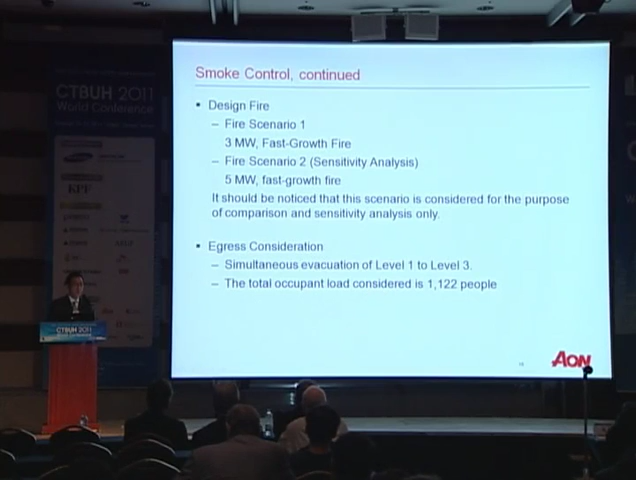 Smoke Control, continued
• Design Fire
– Fire Scenario 1
3 MW, Fast-Growth Fire
– Fire Scenario 2 (Sensitivity Analysis)
5 MW, fast-growth fire
It should be noticed that this scenario is considered for the purpose
of comparison and sensitivity analysis only.
• Egress Consideration
– Simultaneous evacuation of Level 1 to Level 3.
– The total occupant load considered is 1,122 people
AON
CTBUH 2011
World Conference
KPF
CTBUH 2011